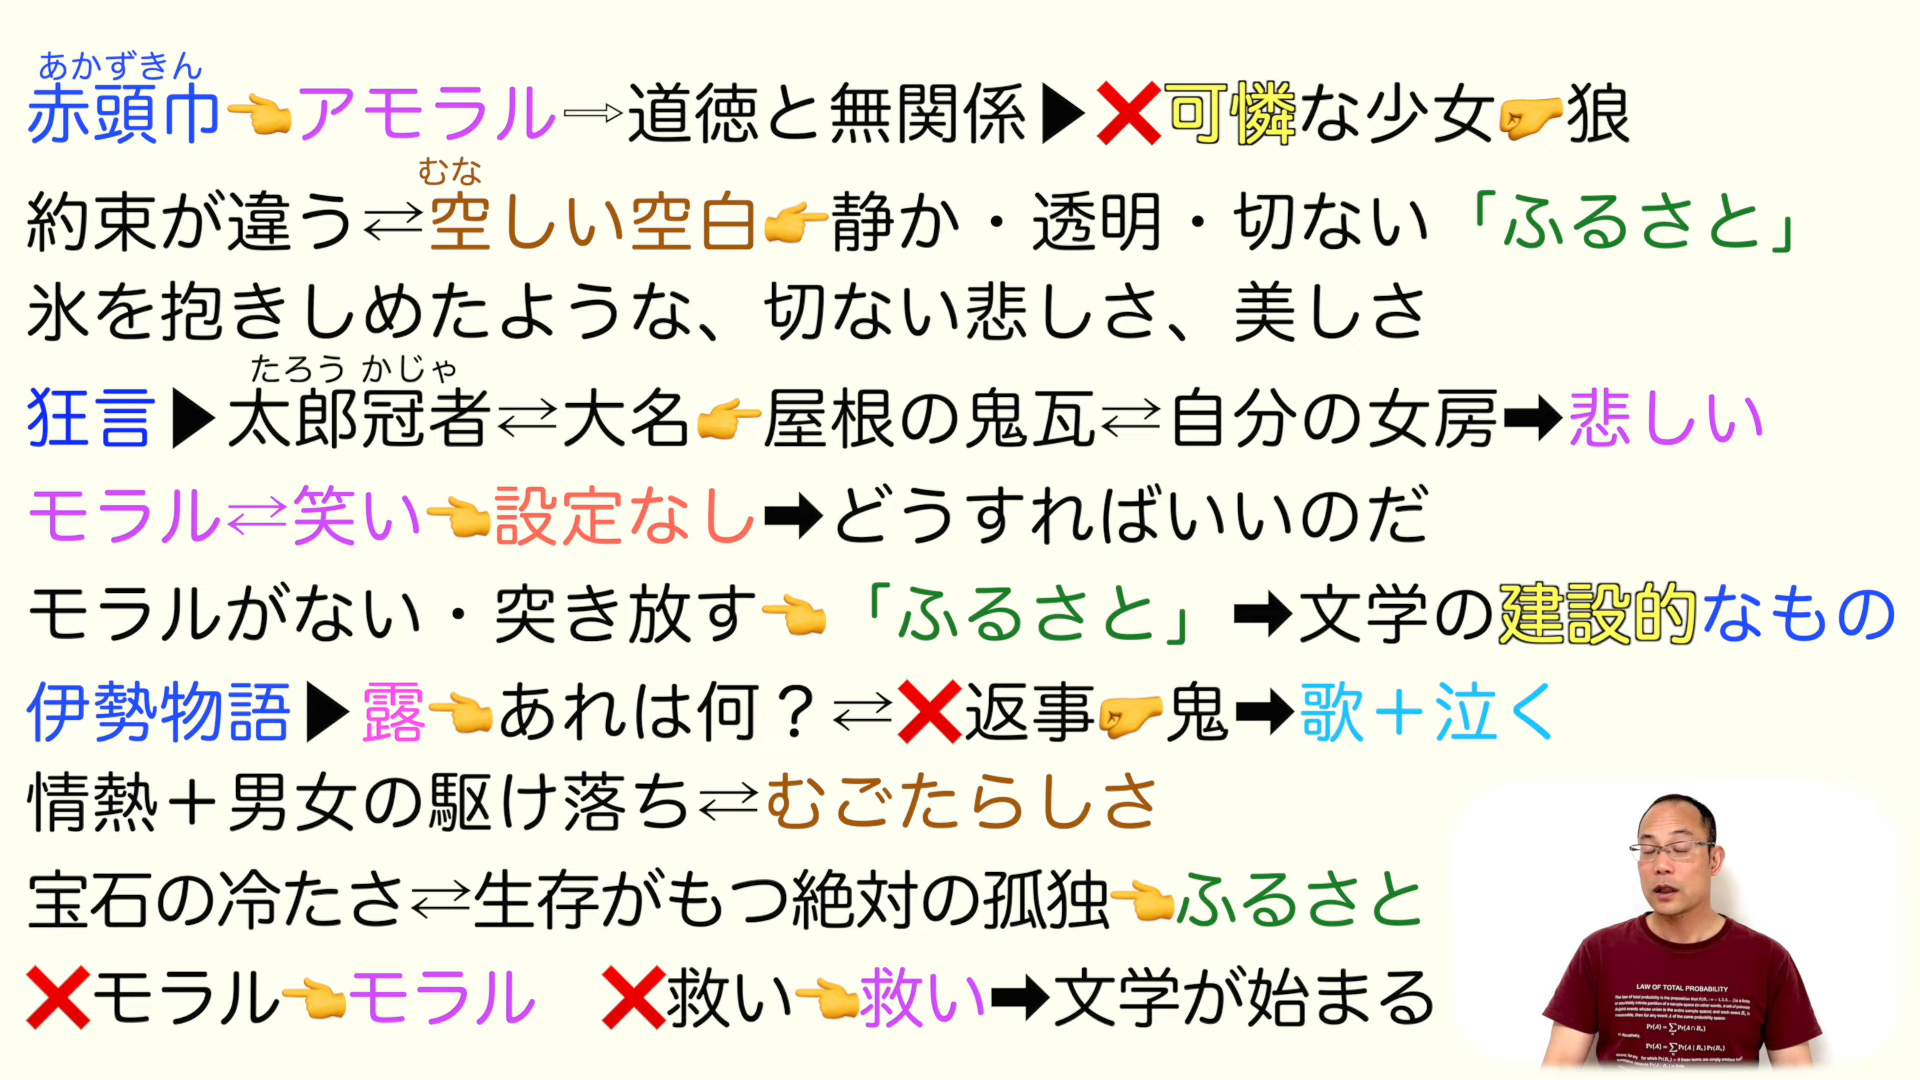 あかずきん
赤頭巾👈アモラル⇨道徳と無関係▶❌可憐な少女🤛狼
むな
約束が違う⇄空しい空白👉静か・透明・切ない「ふるさと」
氷を抱きしめたような、切ない悲しさ、美しさ
たろう かじゃ
狂言▶太郎冠者⇄大名👉屋根の鬼瓦⇄自分の女房➡悲しい
モラル⇄笑い👈設定なし➡どうすればいいのだ
モラルがない・突き放す👈「ふるさと」➡文学の建設的なもの
伊勢物語▶露👈あれは何？⇄❌返事🤛鬼➡歌＋泣く
情熱＋男女の駆け落ち⇄むごたらしさ
宝石の冷たさ⇄生存がもつ絶対の孤独👈ふるさと
❌モラル👈モラル ❌救い👈救い➡文学が始まる
LAW OF TOTAL PROBABILITY